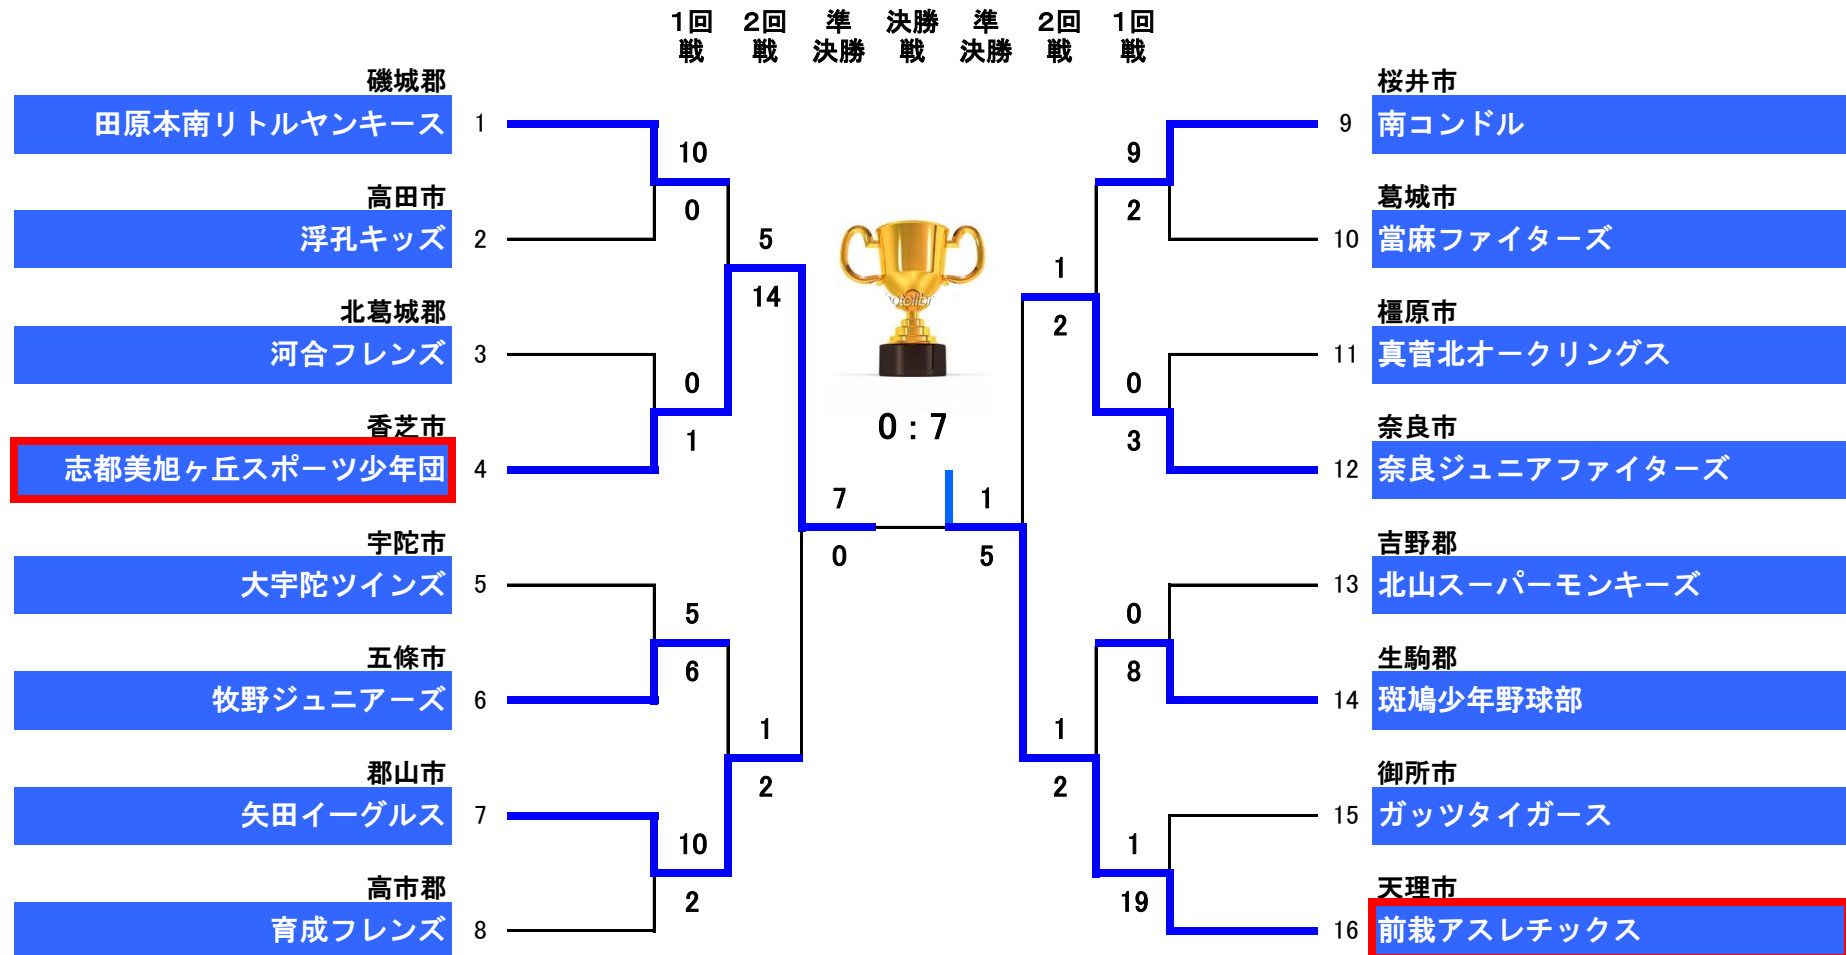 1回戦 2回戦 準決勝 決勝戦 準決勝 2回戦 1回戦
磯城郡
田原本南リトルヤンキース 1
10
高田市
0
浮孔キッズ 2
5
14
北葛城郡
河合フレンズ 3
0
香芝市
1
志都美旭ヶ丘スポーツ少年団 4
7
0
宇陀市
大宇陀ツインズ 5
5
五條市
6
牧野ジュニアーズ 6
1
2
郡山市
矢田イーグルス 7
10
高市郡
2
育成フレンズ 8
0:7
桜井市
9 南コンドル
9
葛城市
2
10 當麻ファイターズ
1
2
橿原市
11 真菅北オークリングス
0
奈良市
3
12 奈良ジュニアファイターズ
1
5
吉野郡
13 北山スーパーモンキーズ
0
生駒郡
8
14 斑鳩少年野球部
1
2
御所市
15 ガッツタイガース
1
天理市
19
16 前栽アスレチックス